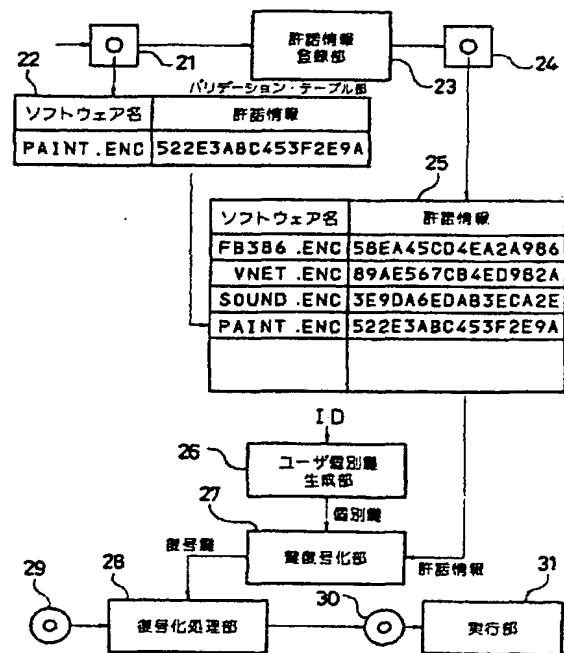 許諾情報
登録部
21
23
24
22
バリデーション・テーブル部
ソフトウェア名 許諾情報
PAINT.ENC 522E3ABC453F2E9A
25
ソフトウェア名 許諾情報
FB386.ENC 58EA45CD4EA2A986
VNET.ENC 89AE567CB4ED982A
SOUND.ENC 3E9DA6EDAB3ECA2E
PAINT.ENC 522E3ABC453F2E9A
ID
26
ユーザ個別鍵
生成部
27
個別鍵
復号鍵
鍵復号化部
許諾情報
29
28
30
31
復号化処理部
実行部